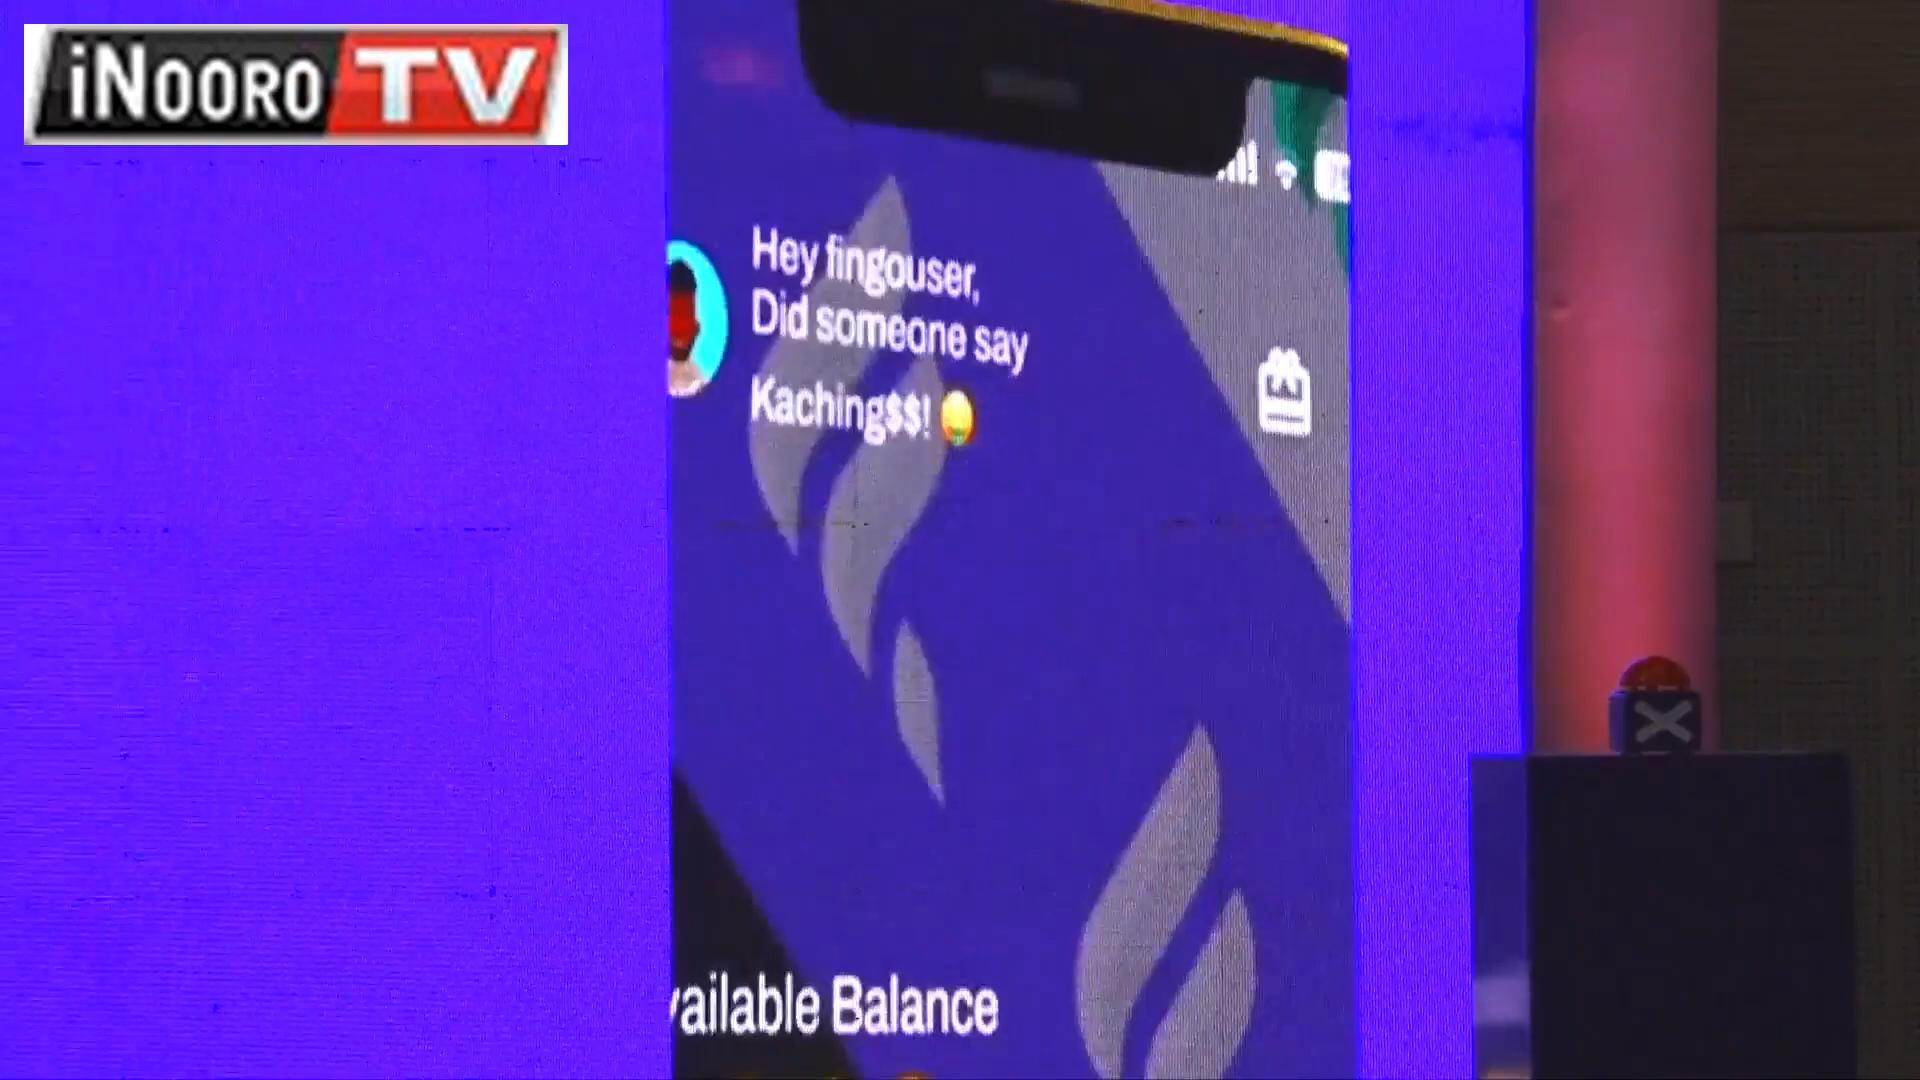 iNOORO TV
Hey fingouser,
Did someone say
Kaching$$!
vailable Balance